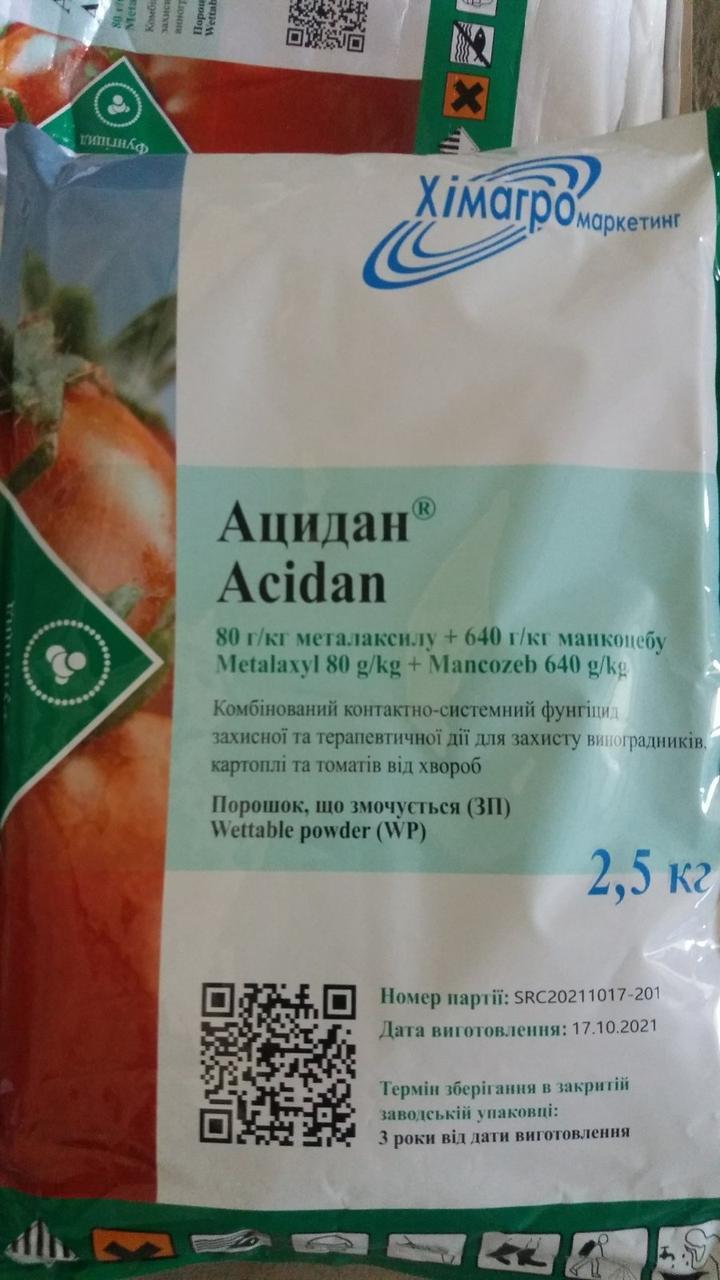 80 г/кг
Фунгіцид
Хімагро маркетинг
Ацидан®
Acidan
80 г/кг металаксилу + 640 г/кг манкоцебу
Metalaxyl 80 g/kg + Mancozeb 640 g/kg
Комбінований контактно-системний фунгіцид
захисної та терапевтичної дії для захисту виноградників,
картоплі та томатів від хвороб
Порошок, що змочується (ЗП)
Wettable powder (WP)
2,5 кг
Номер партії: SRC20211017-201
Дата виготовлення: 17.10.2021
Термін зберігання в закритій
заводській упаковці:
3 роки від дати виготовлення